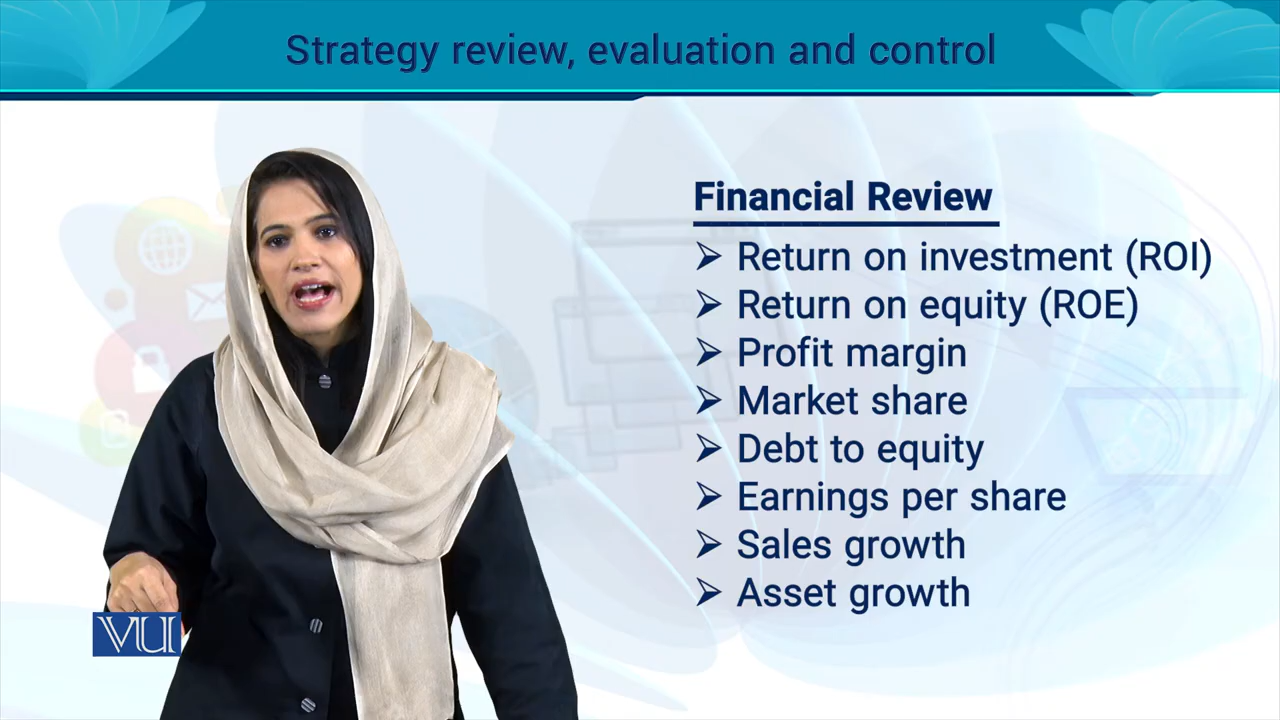 Strategy review, evaluation and control
Financial Review
➢ Return on investment (ROI)
➢ Return on equity (ROE)
➢ Profit margin
➢ Market share
➢ Debt to equity
➢ Earnings per share
➢ Sales growth
➢ Asset growth
VU